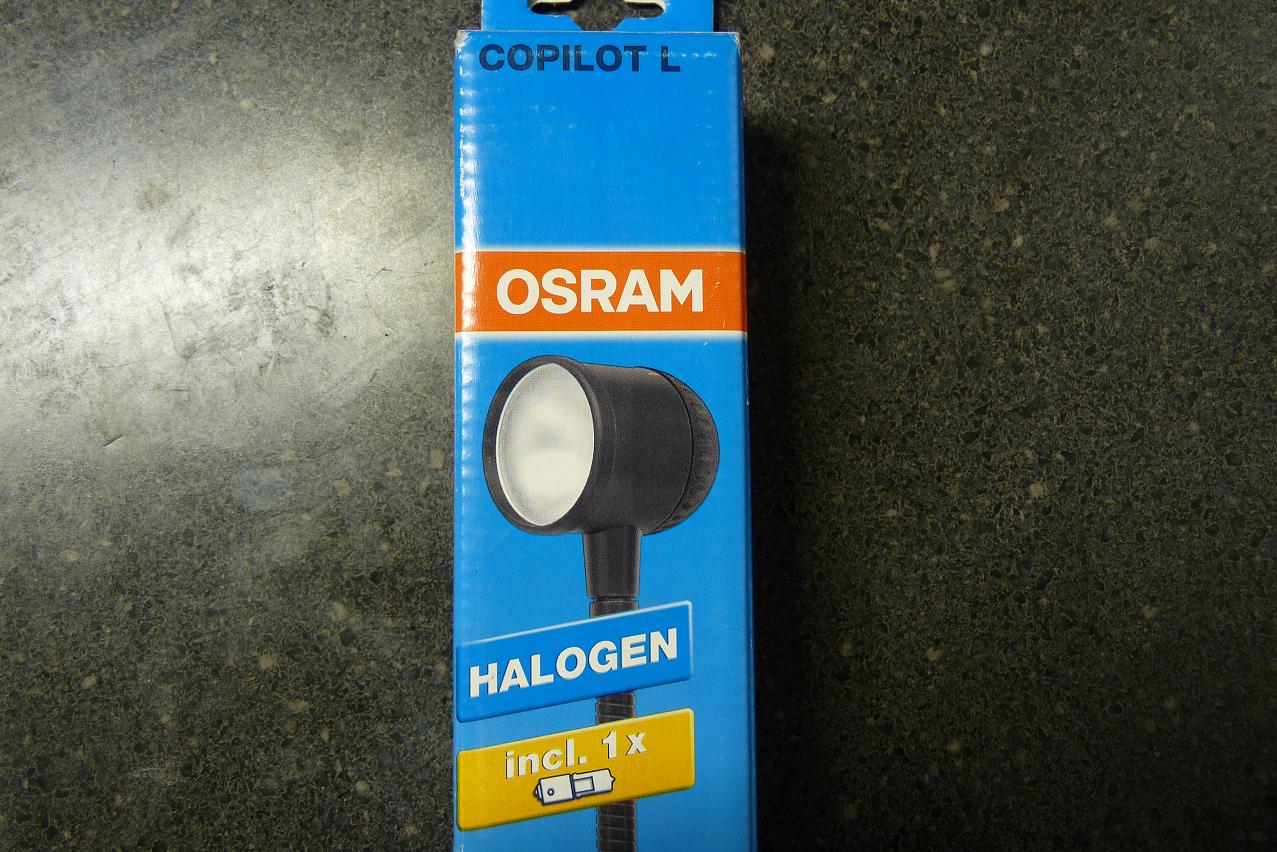 COPILOT L
OSRAM
HALOGEN
incl. 1x